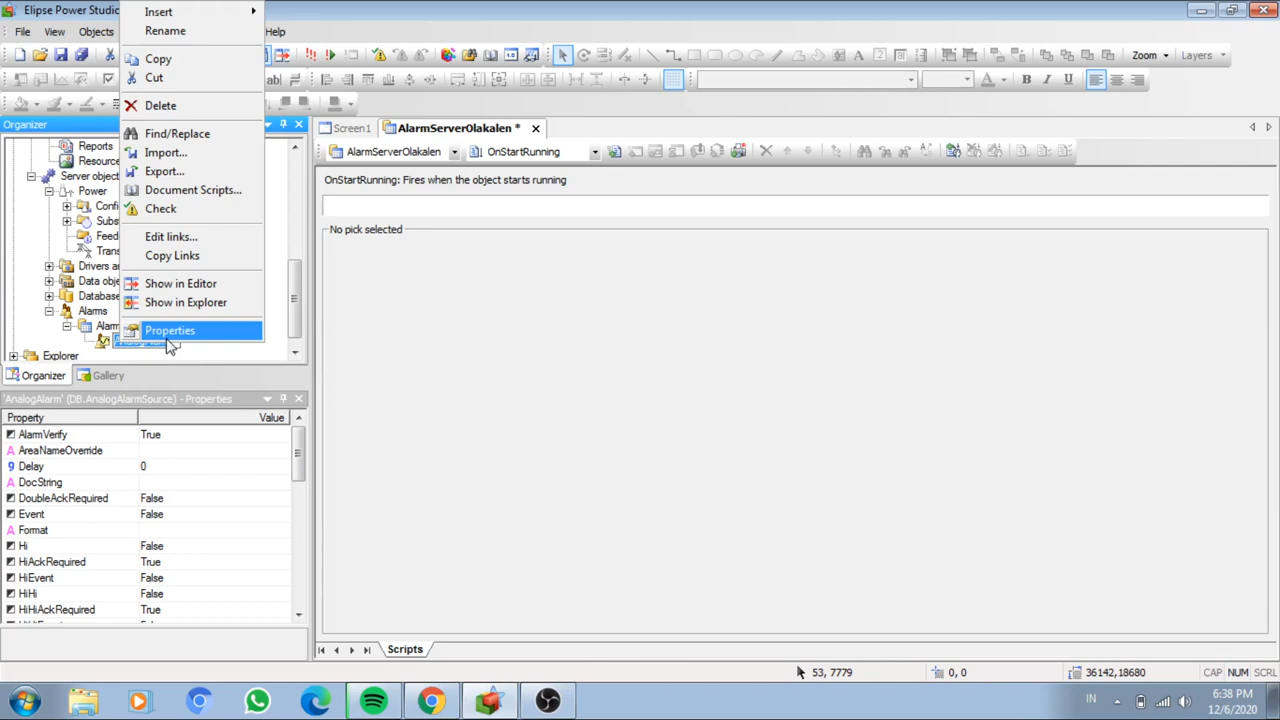 Elipse Power Studio
File View Objects Help
Zoom Layers
B I U
Insert
Rename
Copy
Cut
Delete
Find/Replace
Import...
Export...
Document Scripts...
Check
Edit links...
Copy Links
Show in Editor
Show in Explorer
Properties
Organizer
Reports
Server
Power
Drivers
Alarms
Explorer
Organizer Gallery
'AnalogAlarm' (DB.AnalogAlarmSource) - Properties
Property Value
AlarmVerify True
AreaNameOverride
Delay 0
DocString
DoubleAckRequired False
Event False
Format
Hi False
HiAckRequired True
HiEvent False
HiHi False
HiHiAckRequired True
Screen1 AlarmServerOlakalen *
AlarmServerOlakalen OnStartRunning
OnStartRunning: Fires when the object starts running
No pick selected
Scripts
53, 7779 0, 0 36142,18680 CAP NUM SCRL
IN 6:38 PM
12/6/2020